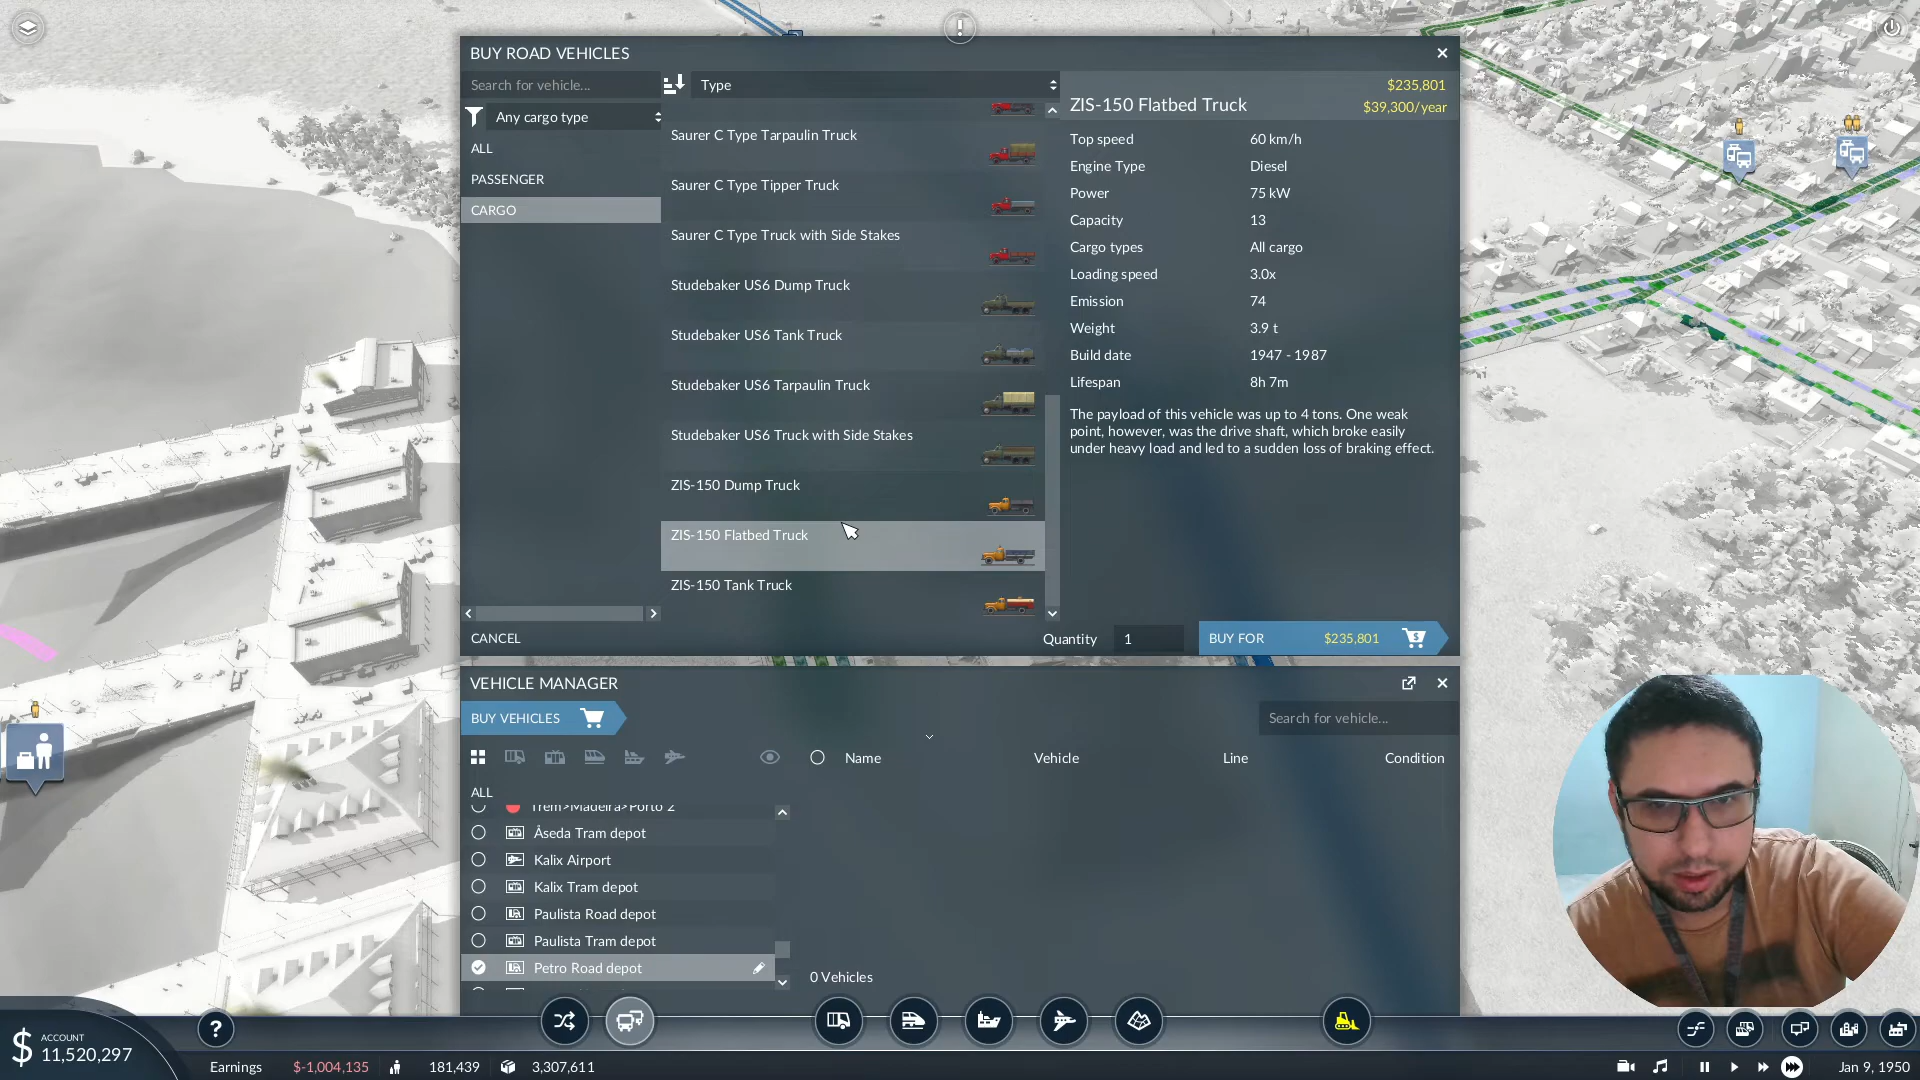 BUY ROAD VEHICLES
Search for vehicle...
Type
Any cargo type
ALL
PASSENGER
CARGO
Saurer C Type Tarpaulin Truck
Saurer C Type Tipper Truck
Saurer C Type Truck with Side Stakes
Studebaker US6 Dump Truck
Studebaker US6 Tank Truck
Studebaker US6 Tarpaulin Truck
Studebaker US6 Truck with Side Stakes
ZIS-150 Dump Truck
ZIS-150 Flatbed Truck
ZIS-150 Tank Truck
$235,801
ZIS-150 Flatbed Truck
$39,300/year
Top speed 60 km/h
Engine Type Diesel
Power 75 kW
Capacity 13
Cargo types All cargo
Loading speed 3.0x
Emission 74
Weight 3.9 t
Build date 1947 - 1987
Lifespan 8h 7m
The payload of this vehicle was up to 4 tons. One weak
point, however, was the drive shaft, which broke easily
under heavy load and led to a sudden loss of braking effect.
CANCEL
Quantity 1
BUY FOR $235,801
VEHICLE MANAGER
BUY VEHICLES
Search for vehicle...
Name Vehicle Line Condition
ALL
Trem>Madeira>Porto 2
Åseda Tram depot
Kalix Airport
Kalix Tram depot
Paulista Road depot
Paulista Tram depot
Petro Road depot
0 Vehicles
$ ACCOUNT
11,520,297
?
Earnings $-1,004,135 181,439 3,307,611
Jan 9, 1950